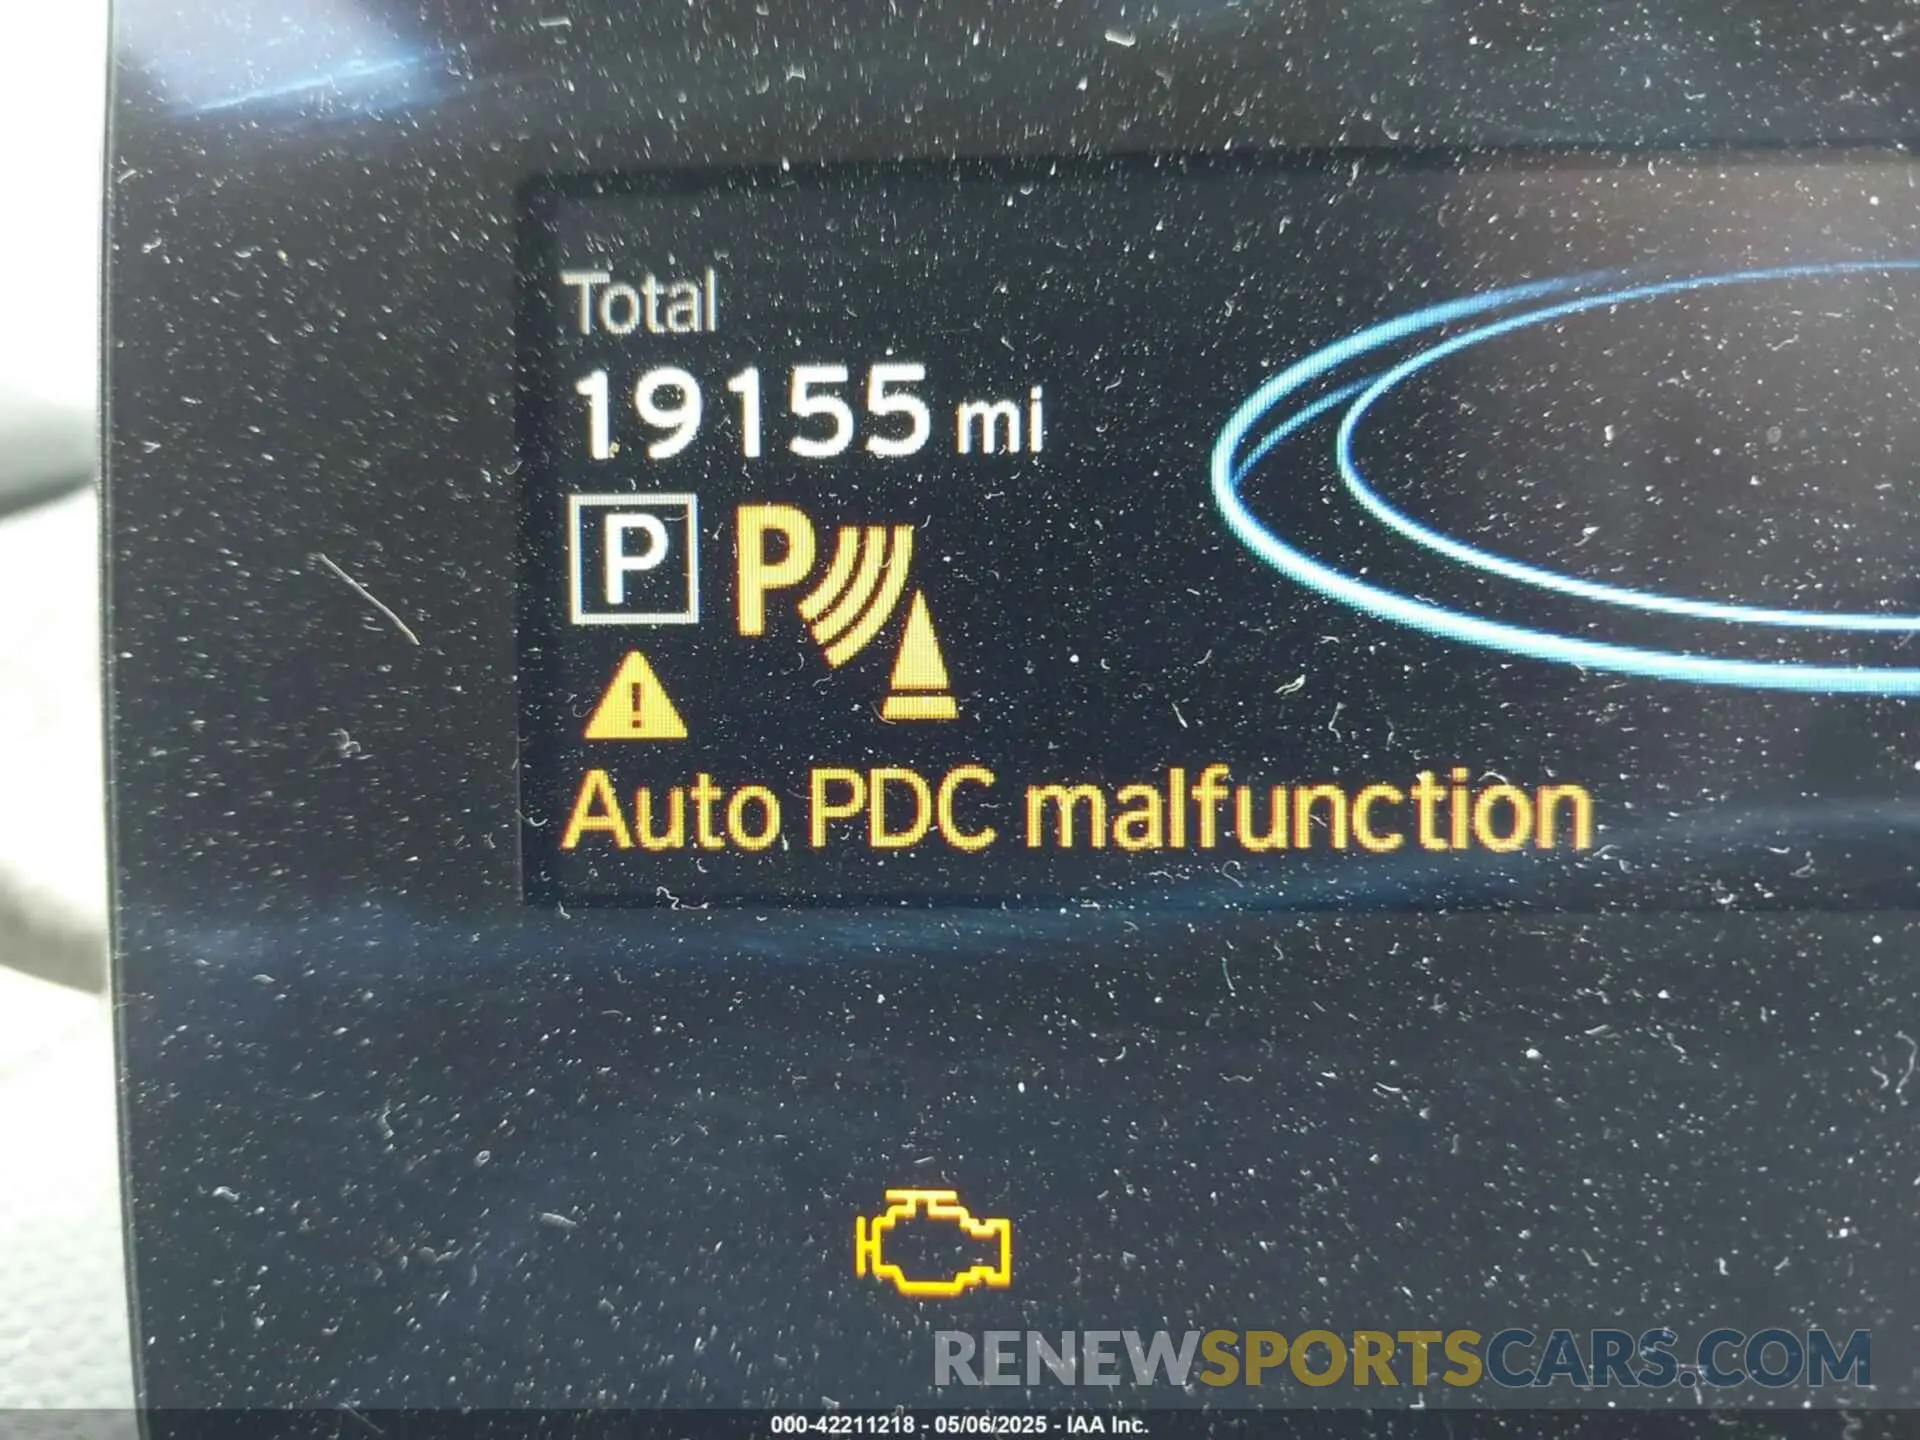 Total
19155 mi
P P
Auto PDC malfunction
RENEWSPORTSCARS.COM
000-42211218 - 05/06/2025 - IAA Inc.